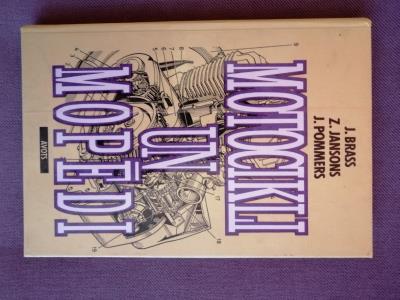 J. BRASS
Z. JANSONS
J. POMMERS
MOTOCIKLI
UN
MOPĒDI
AVOTS